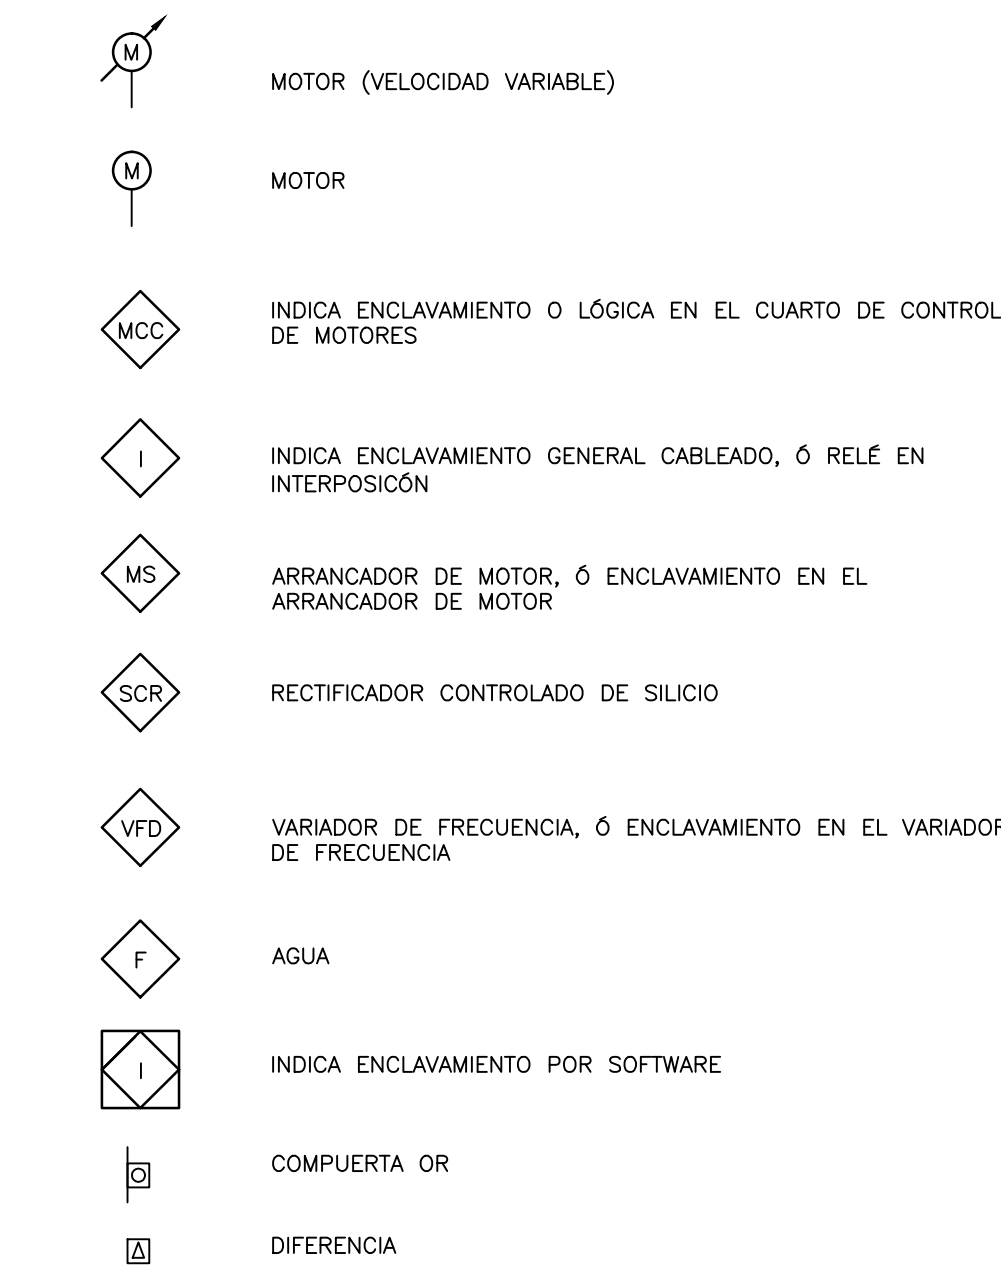 M
MOTOR (VELOCIDAD VARIABLE)
M
MOTOR
MCC
INDICA ENCLAVAMIENTO O LÓGICA EN EL CUARTO DE CONTROL
DE MOTORES
I
INDICA ENCLAVAMIENTO GENERAL CABLEADO, Ó RELÉ EN
INTERPOSICÓN
MS
ARRANCADOR DE MOTOR, Ó ENCLAVAMIENTO EN EL
ARRANCADOR DE MOTOR
SCR
RECTIFICADOR CONTROLADO DE SILICIO
VFD
VARIADOR DE FRECUENCIA, Ó ENCLAVAMIENTO EN EL VARIADOR
DE FRECUENCIA
F
AGUA
I
INDICA ENCLAVAMIENTO POR SOFTWARE
O
COMPUERTA OR
Δ
DIFERENCIA